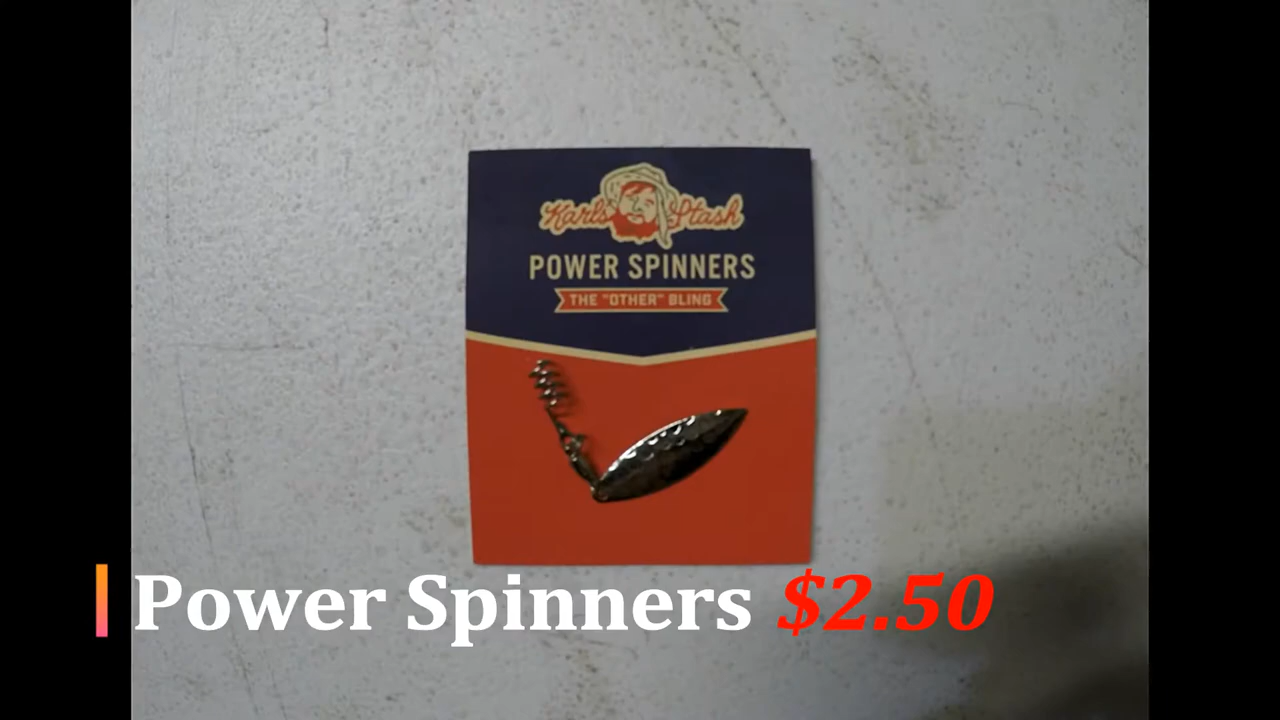 Karl's Stash
POWER SPINNERS
THE "OTHER" BLING
Power Spinners $2.50